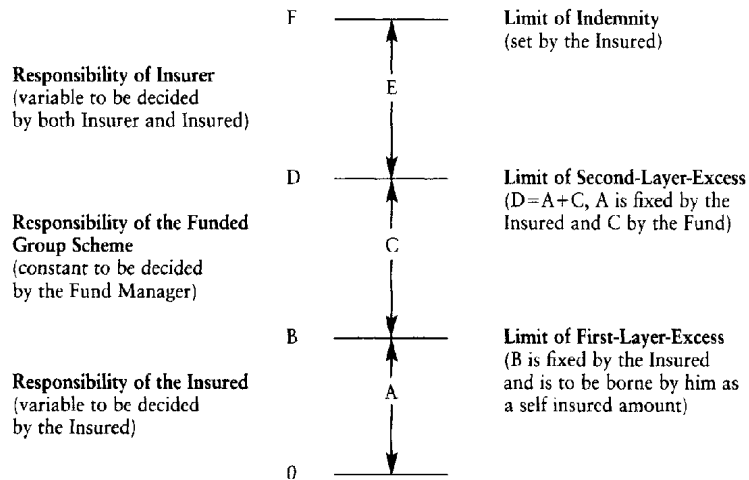 F
Limit of Indemnity
(set by the Insured)
Responsibility of Insurer
(variable to be decided
by both Insurer and Insured)
E
D
Limit of Second-Layer-Excess
(D=A+C, A is fixed by the
Insured and C by the Fund)
Responsibility of the Funded
Group Scheme
(constant to be decided
by the Fund Manager)
C
B
Limit of First-Layer-Excess
(B is fixed by the Insured
and is to be borne by him as
a self insured amount)
Responsibility of the Insured
(variable to be decided
by the Insured)
A
0